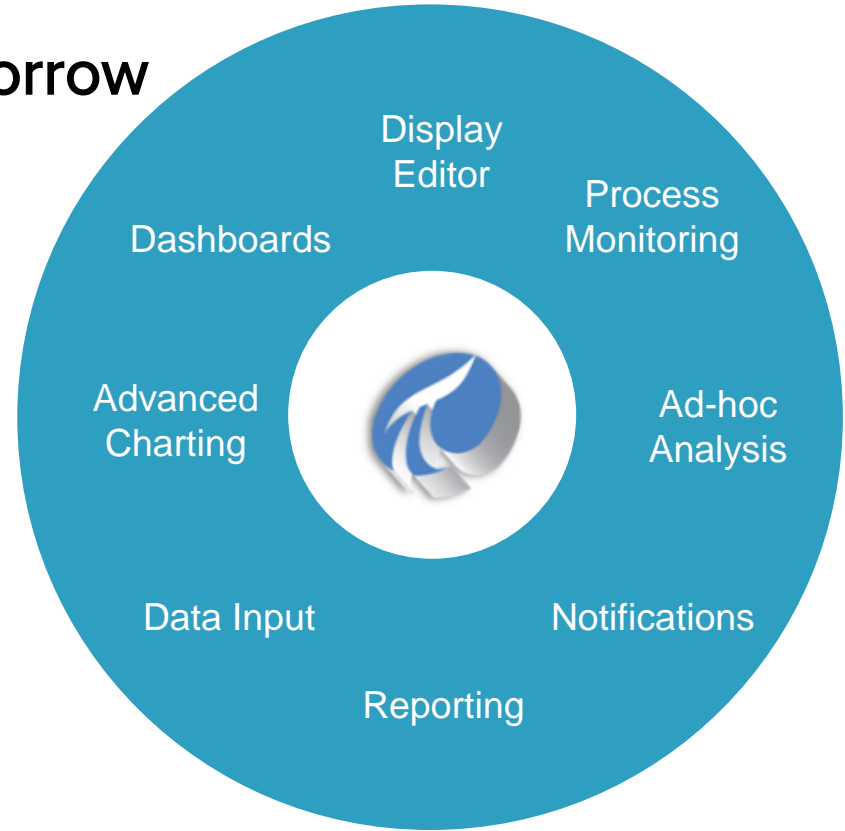 orrow
Display
Editor
Process
Monitoring
Dashboards
Advanced
Charting
Ad-hoc
Analysis
Data Input
Notifications
Reporting